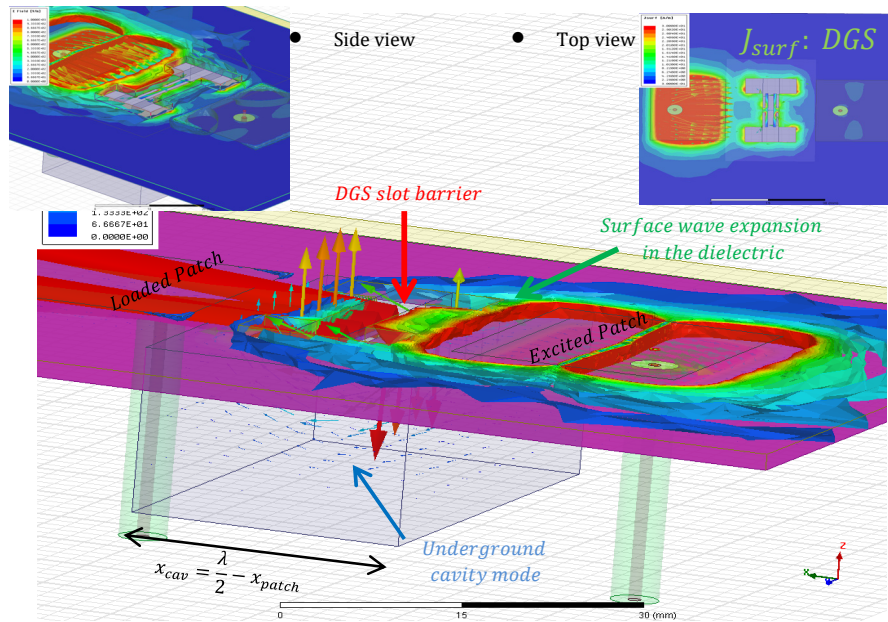 ● Side view
● Top view
J_surf: DGS
DGS slot barrier
Surface wave expansion
in the dielectric
1.3333E+02
6.6667E+01
0.0000E+00
Loaded Patch
Excited Patch
x_cav = λ/2 − x_patch
Underground
cavity mode
Z
X
0
15
30 (mm)